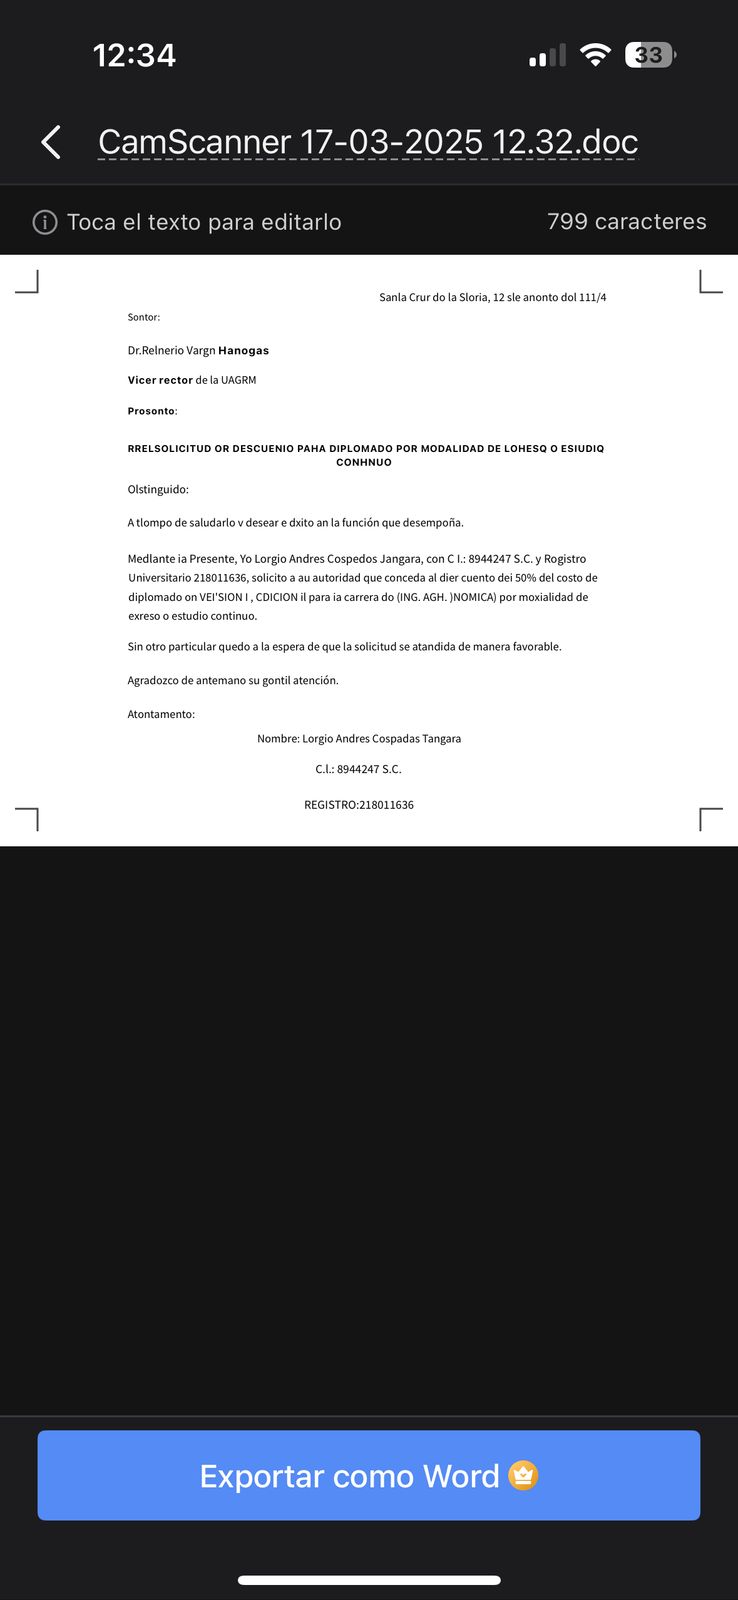 12:34
33
CamScanner 17-03-2025 12.32.doc
Toca el texto para editarlo
799 caracteres
Sanla Crur do la Sloria, 12 sle anonto dol 111/4
Sontor:
Dr.Relnerio Vargn Hanogas
Vicer rector de la UAGRM
Prosonto:
RRELSOLICITUD OR DESCUENIO PAHA DIPLOMADO POR MODALIDAD DE LOHESQ O ESIUDIQ
CONHNUO
Olstinguido:
A tlompo de saludarlo v desear e dxito an la función que desempoña.
Medlante ia Presente, Yo Lorgio Andres Cospedos Jangara, con C I.: 8944247 S.C. y Rogistro
Universitario 218011636, solicito a au autoridad que conceda al dier cuento dei 50% del costo de
diplomado on VEI'SION I , CDICION il para ia carrera do (ING. AGH. )NOMICA) por moxialidad de
exreso o estudio continuo.
Sin otro particular quedo a la espera de que la solicitud se atandida de manera favorable.
Agradozco de antemano su gontil atención.
Atontamento:
Nombre: Lorgio Andres Cospadas Tangara
C.l.: 8944247 S.C.
REGISTRO:218011636
Exportar como Word